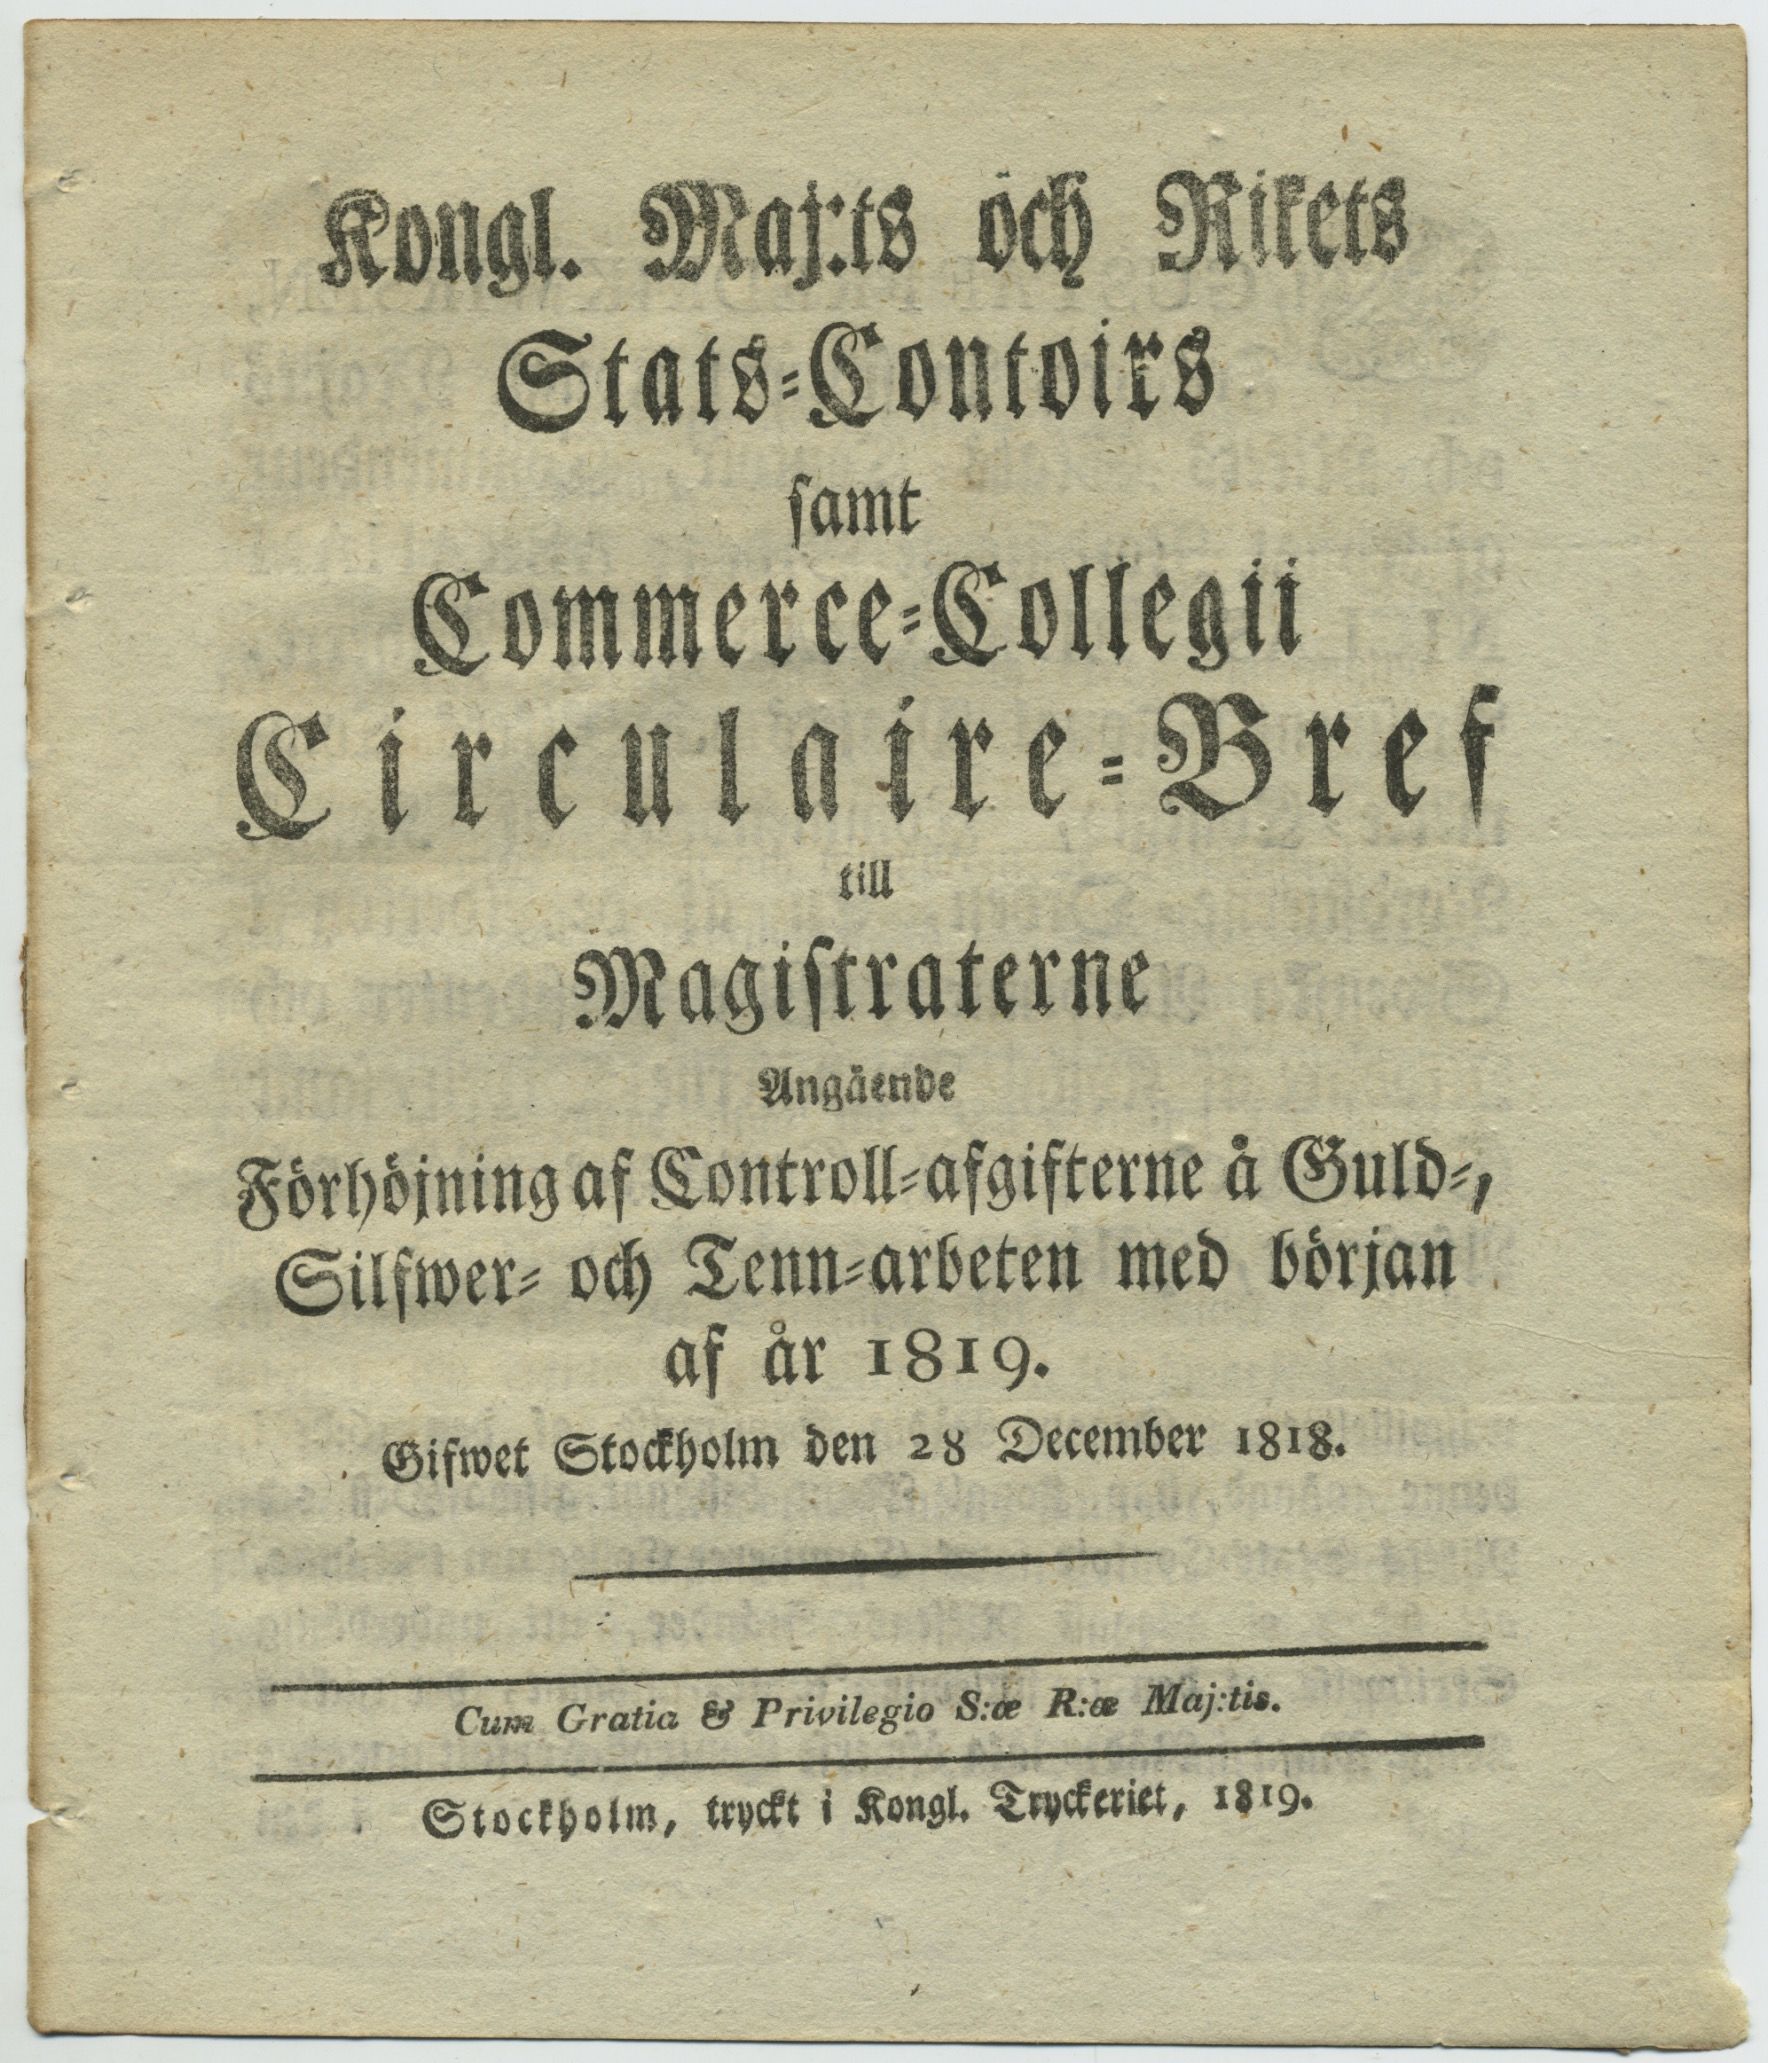 Kongl. Maj:ts och Rikets
Stats-Contoirs
samt
Commerce-Collegii
Circulaire-Bref
till
Magistraterne
Angående
Förhöjning af Controll-afgifterne å Guld-,
Silfwer- och Tenn-arbeten med början
af år 1819.
Gifwet Stockholm den 28 December 1818.
Cum Gratia & Privilegio S:æ R:æ Maj:tis.
Stockholm, tryckt i Kongl. Tryckeriet, 1819.